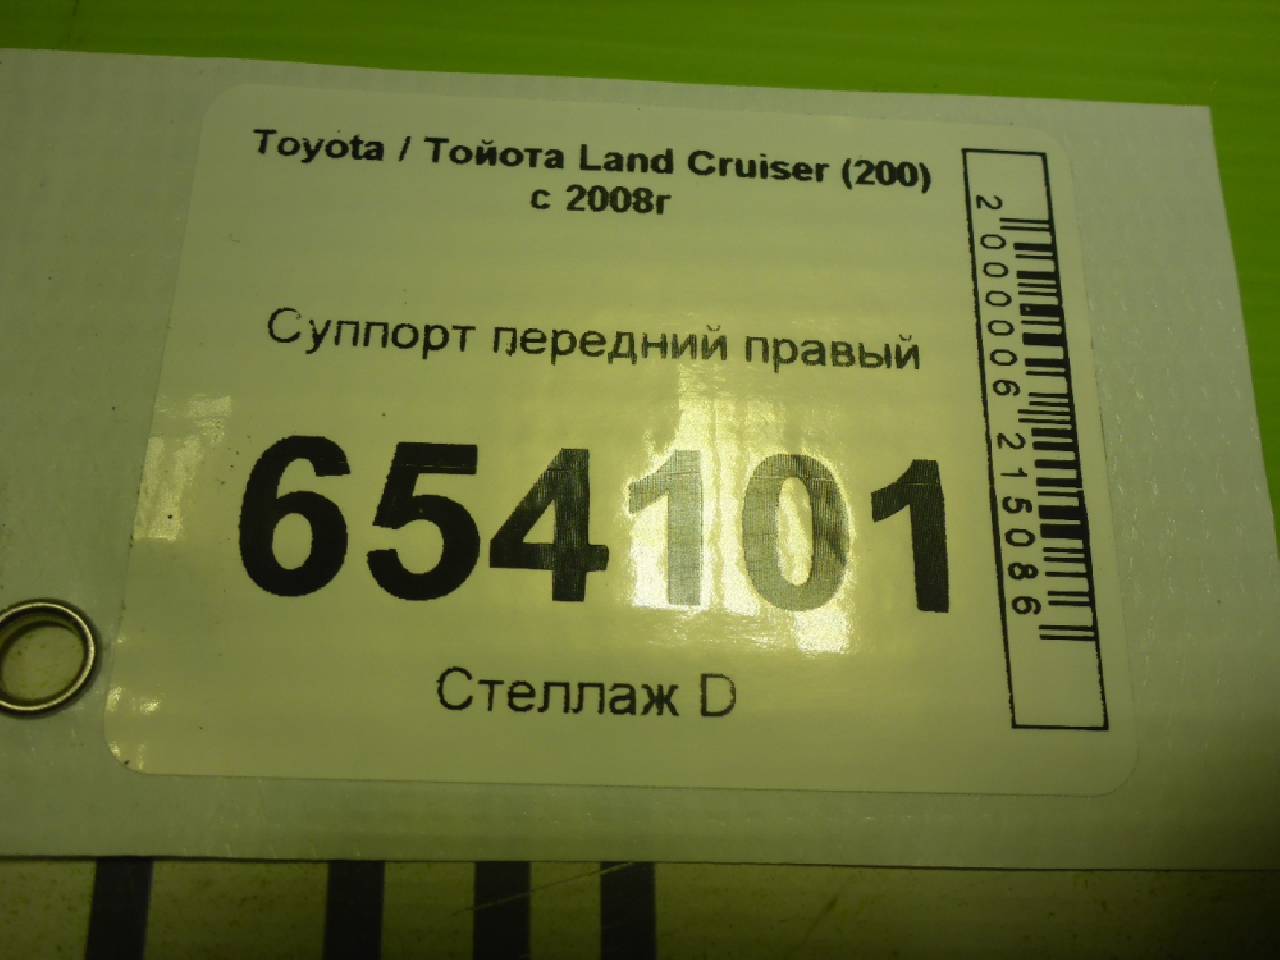 Toyota / Тойота Land Cruiser (200)
с 2008г
Суппорт передний правый
654101
Стеллаж D
2000006215086